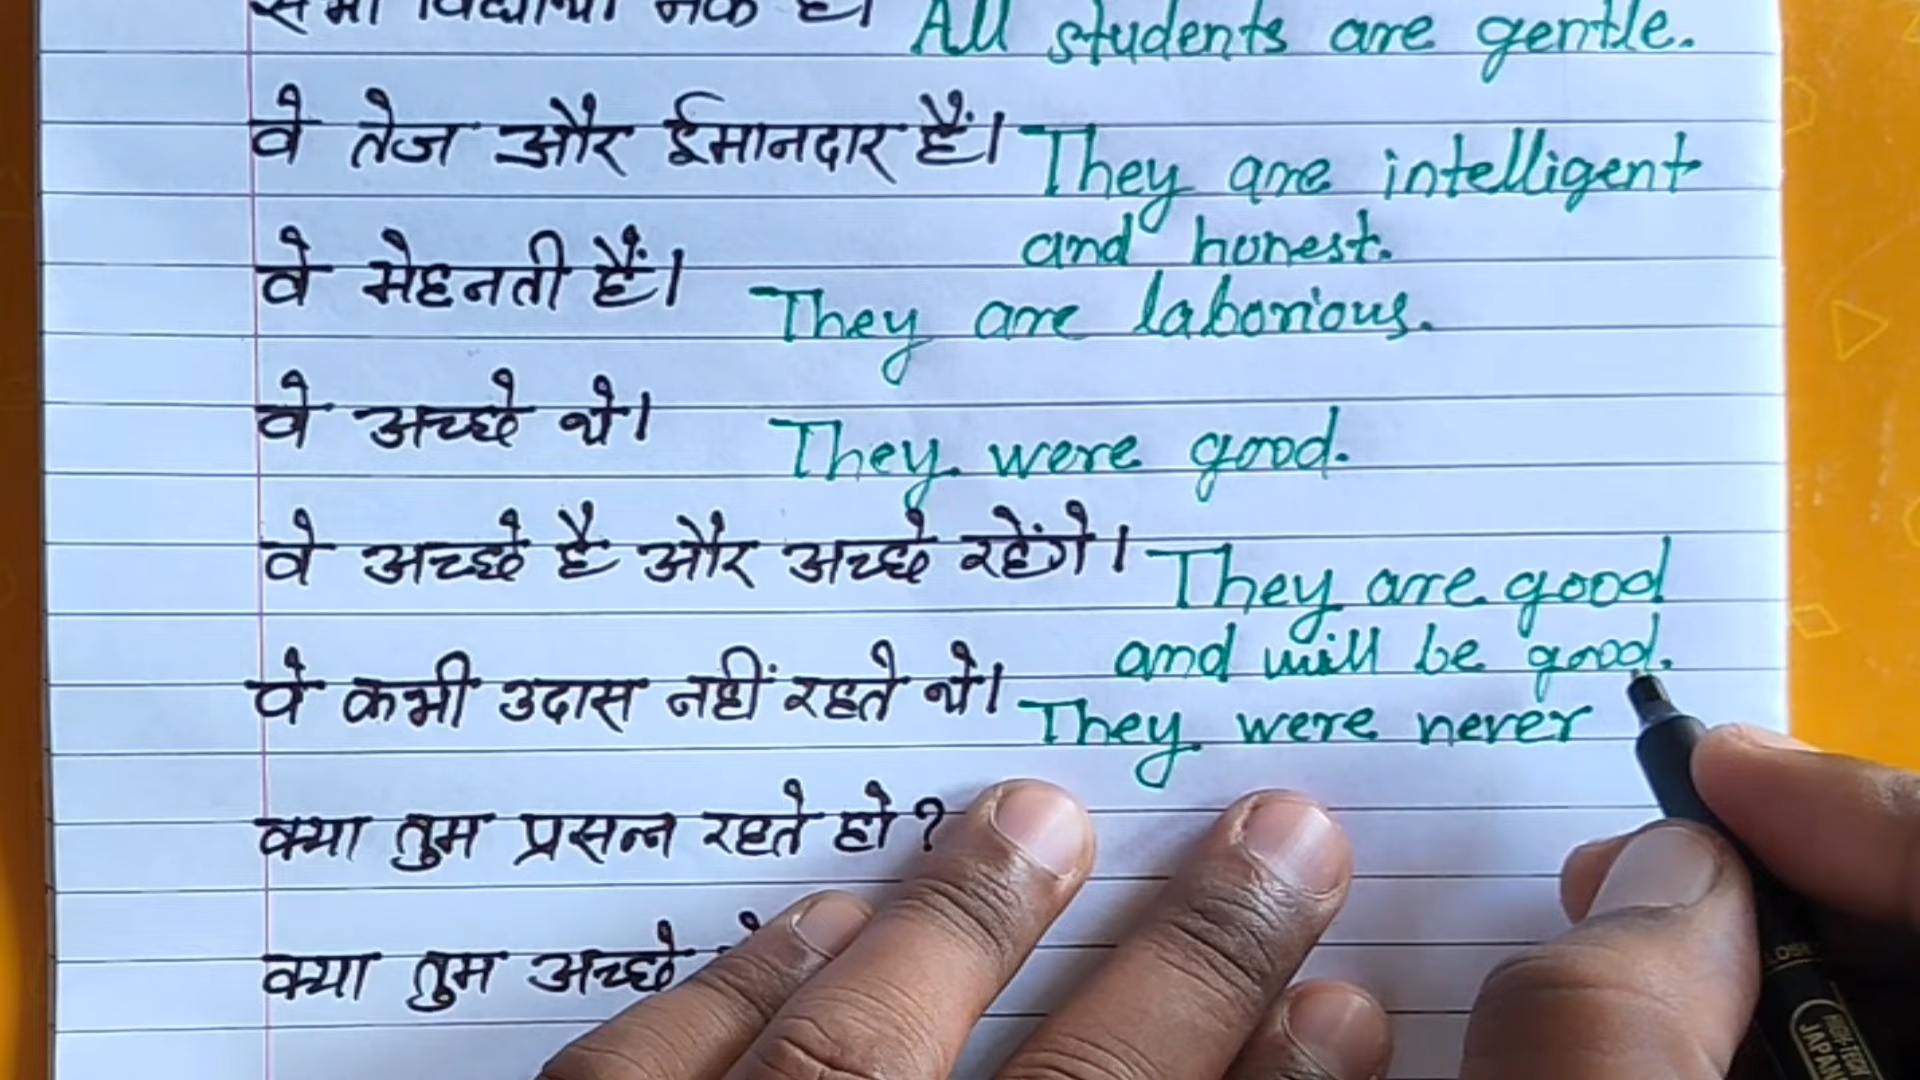 सभी विद्यार्थी नेक हैं। All students are gentle.
वे तेज और ईमानदार हैं। They are intelligent
and honest.
वे मेहनती हैं। They are laborious.
वे अच्छे थे। They were good.
वे अच्छे है और अच्छे रहेंगे। They are good
and will be good.
वे कभी उदास नहीं रहते थे। They were never
क्या तुम प्रसन्न रहते हो?
क्या तुम अच्छे
JAPAN